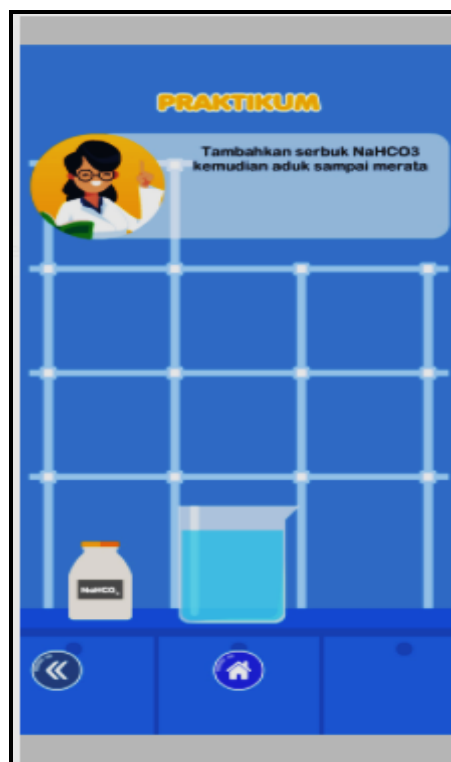 PRAKTIKUM
Tambahkan serbuk NaHCO3
kemudian aduk sampai merata
NaHCO₃